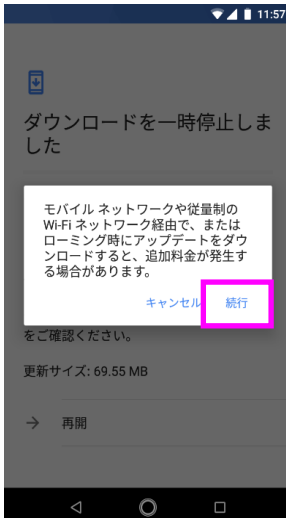 11:57
ダウンロードを一時停止しま
した
モバイル ネットワークや従量制の
Wi-Fi ネットワーク経由で、または
ローミング時にアップデートをダウ
ンロードすると、追加料金が発生す
る場合があります。
キャンセル 続行
をご確認ください。
更新サイズ: 69.55 MB
再開